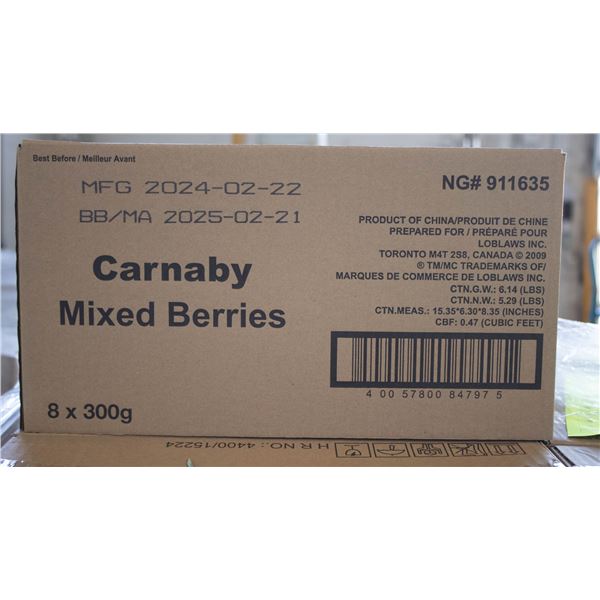 Best Before / Meilleur Avant
MFG 2024-02-22
BB/MA 2025-02-21
Carnaby
Mixed Berries
8 x 300g
NG# 911635
PRODUCT OF CHINA/PRODUIT DE CHINE
PREPARED FOR / PRÉPARÉ POUR
LOBLAWS INC.
TORONTO M4T 2S8, CANADA © 2009
® TM/MC TRADEMARKS OF/
MARQUES DE COMMERCE DE LOBLAWS INC.
CTN.G.W.: 6.14 (LBS)
CTN.N.W.: 5.29 (LBS)
CTN.MEAS.: 15.35*6.30*8.35 (INCHES)
CBF: 0.47 (CUBIC FEET)
4 00 57800 84797 5
H R NO.: 4400/15224